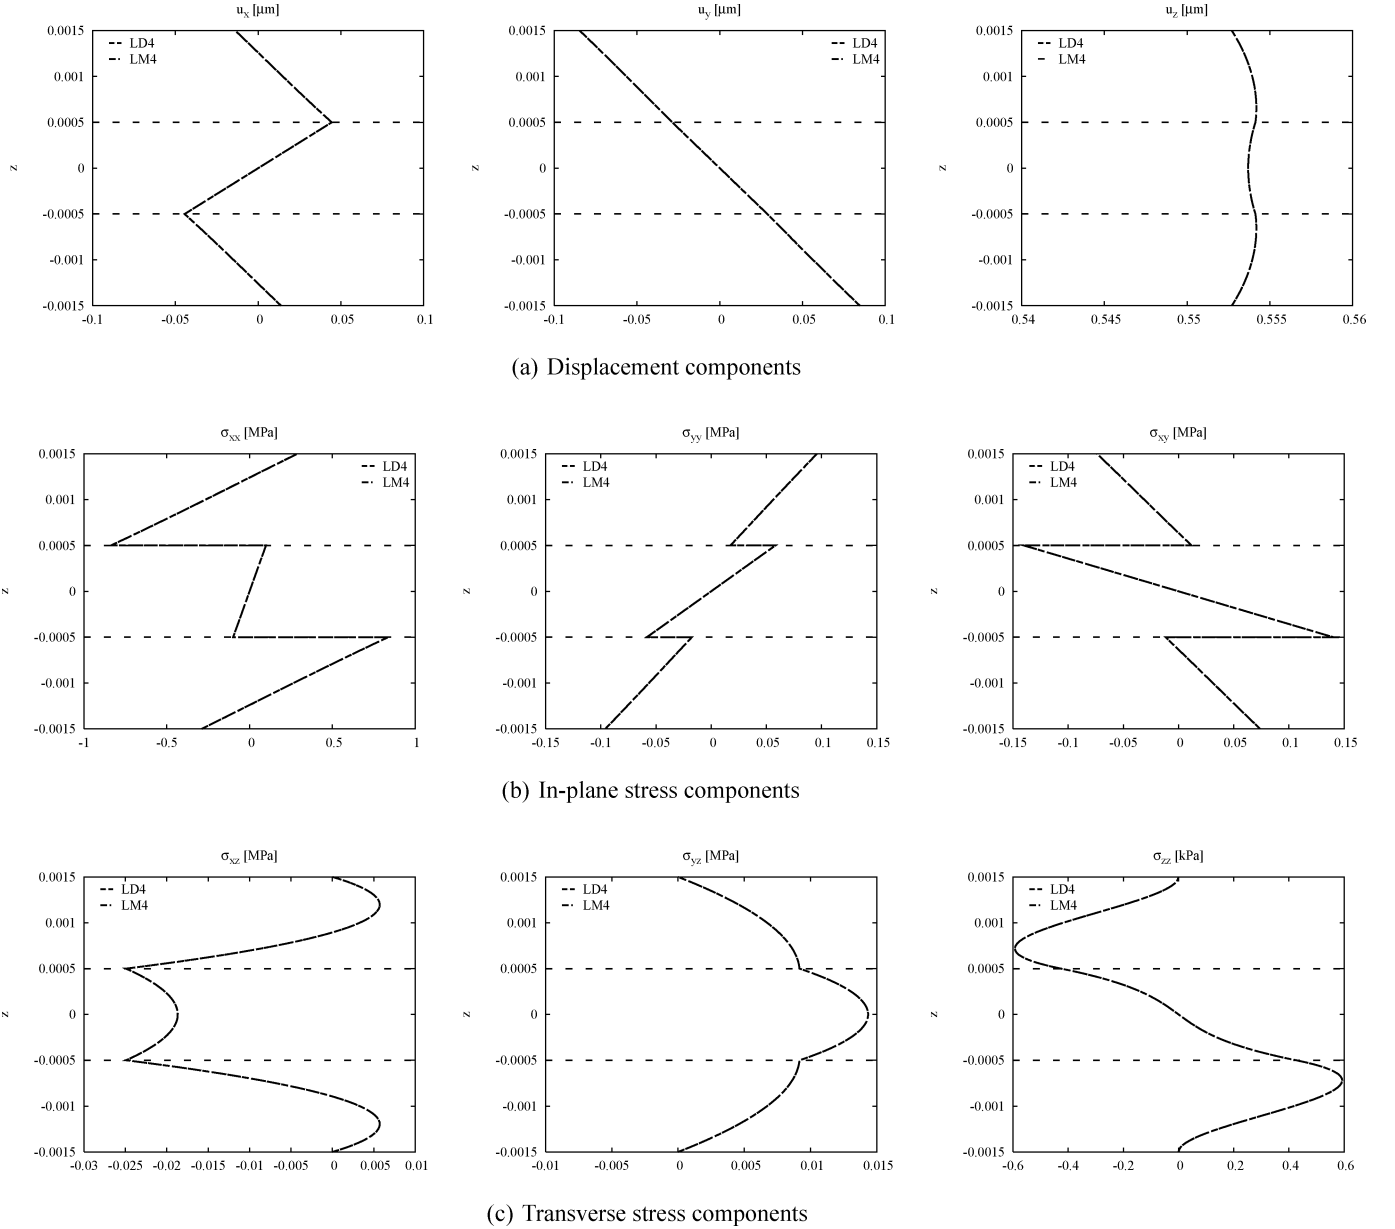 u_x [μm]
0.0015
0.001
0.0005
0
-0.0005
-0.001
-0.0015
-0.1 -0.05 0 0.05 0.1
z
LD4
LM4
u_y [μm]
0.0015
0.001
0.0005
0
-0.0005
-0.001
-0.0015
-0.1 -0.05 0 0.05 0.1
z
LD4
LM4
u_z [μm]
0.0015
0.001
0.0005
0
-0.0005
-0.001
-0.0015
0.54 0.545 0.55 0.555 0.56
z
LD4
LM4
(a) Displacement components
σ_xx [MPa]
0.0015
0.001
0.0005
0
-0.0005
-0.001
-0.0015
-1 -0.5 0 0.5 1
z
LD4
LM4
σ_yy [MPa]
0.0015
0.001
0.0005
0
-0.0005
-0.001
-0.0015
-0.15 -0.1 -0.05 0 0.05 0.1 0.15
z
LD4
LM4
σ_xy [MPa]
0.0015
0.001
0.0005
0
-0.0005
-0.001
-0.0015
-0.15 -0.1 -0.05 0 0.05 0.1 0.15
z
LD4
LM4
(b) In-plane stress components
σ_xz [MPa]
0.0015
0.001
0.0005
0
-0.0005
-0.001
-0.0015
-0.03 -0.025 -0.02 -0.015 -0.01 -0.005 0 0.005 0.01
z
LD4
LM4
σ_yz [MPa]
0.0015
0.001
0.0005
0
-0.0005
-0.001
-0.0015
-0.01 -0.005 0 0.005 0.01 0.015
z
LD4
LM4
σ_zz [kPa]
0.0015
0.001
0.0005
0
-0.0005
-0.001
-0.0015
-0.6 -0.4 -0.2 0 0.2 0.4 0.6
z
LD4
LM4
(c) Transverse stress components